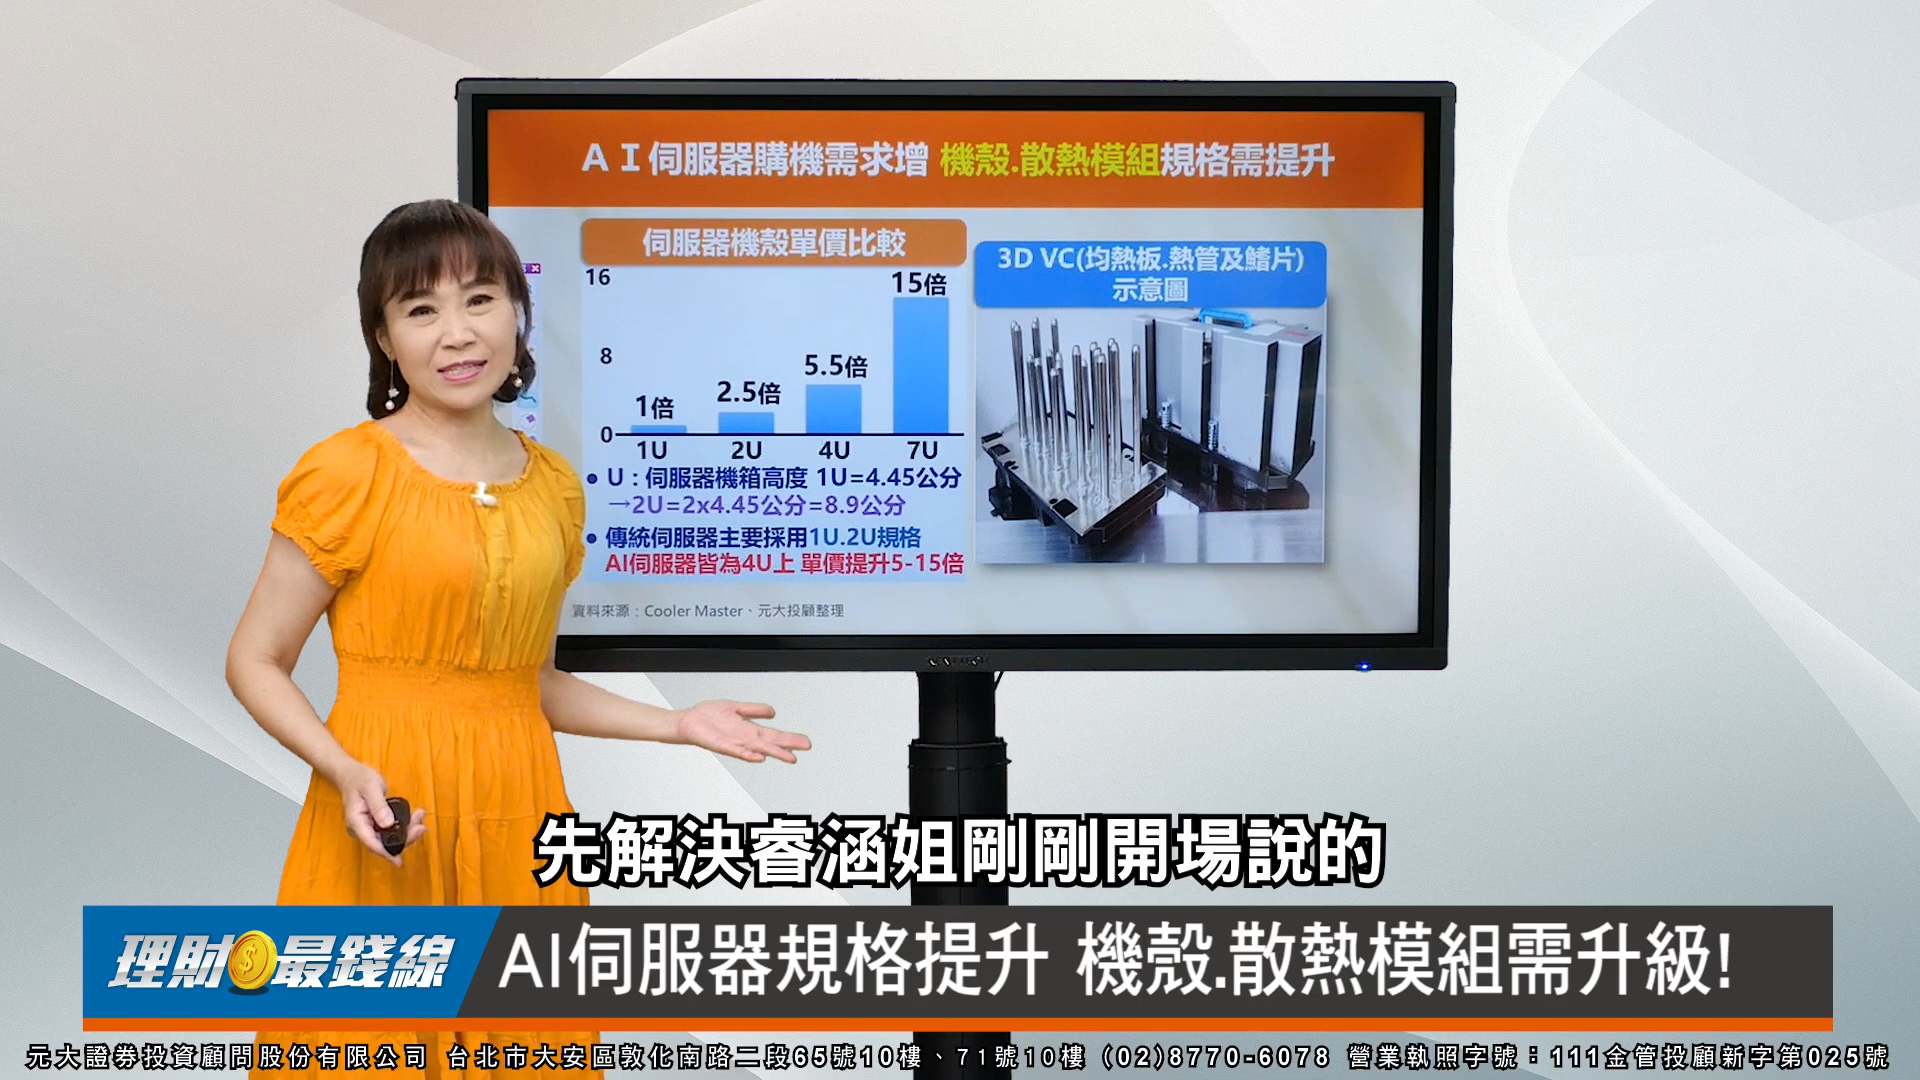 AI伺服器購機需求增 機殼.散熱模組規格需提升
伺服器機殼單價比較
16
8
0
1倍
2.5倍
5.5倍
15倍
1U
2U
4U
7U
• U:伺服器機箱高度 1U=4.45公分
→2U=2x4.45公分=8.9公分
• 傳統伺服器主要採用1U.2U規格
AI伺服器皆為4U上 單價提升5-15倍
3D VC(均熱板.熱管及鰭片)
示意圖
資料來源:Cooler Master、元大投顧整理
先解決睿涵姐剛剛開場說的
理財最錢線
AI伺服器規格提升 機殼.散熱模組需升級!
元大證券投資顧問股份有限公司 台北市大安區敦化南路二段65號10樓、71號10樓 (02)8770-6078 營業執照字號:111金管投顧新字第025號